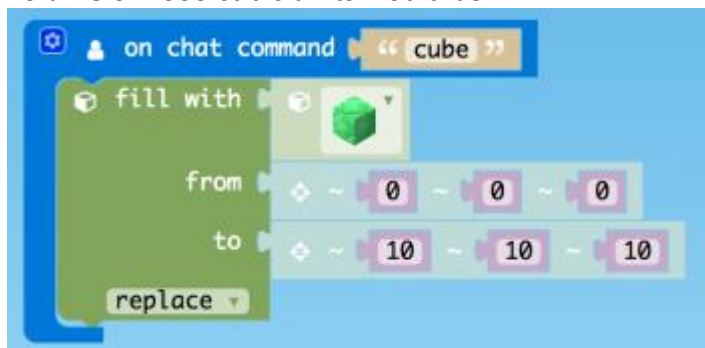 on chat command “ cube ”
fill with
from ~ 0 ~ 0 ~ 0
to ~ 10 ~ 10 ~ 10
replace